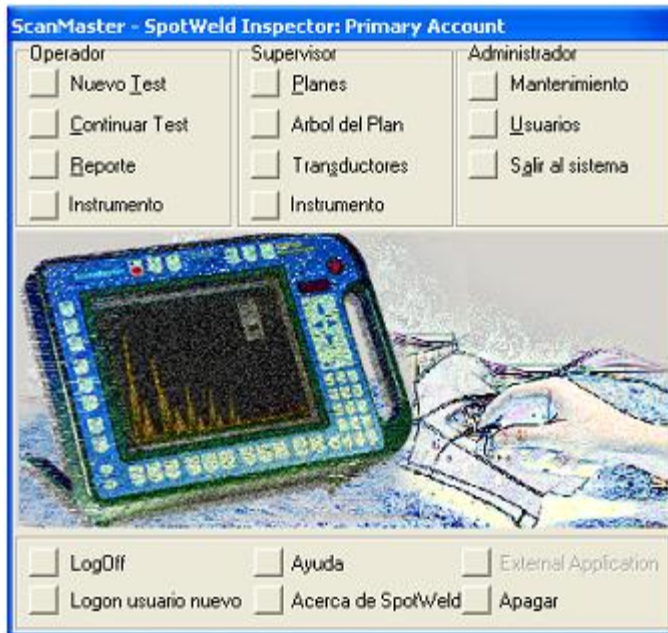 ScanMaster - SpotWeld Inspector: Primary Account
Operador
Nuevo Test
Continuar Test
Reporte
Instrumento
Supervisor
Planes
Arbol del Plan
Transductores
Instrumento
Administrador
Mantenimiento
Usuarios
Salir al sistema
LogOff
Ayuda
External Application
Logon usuario nuevo
Acerca de SpotWeld
Apagar